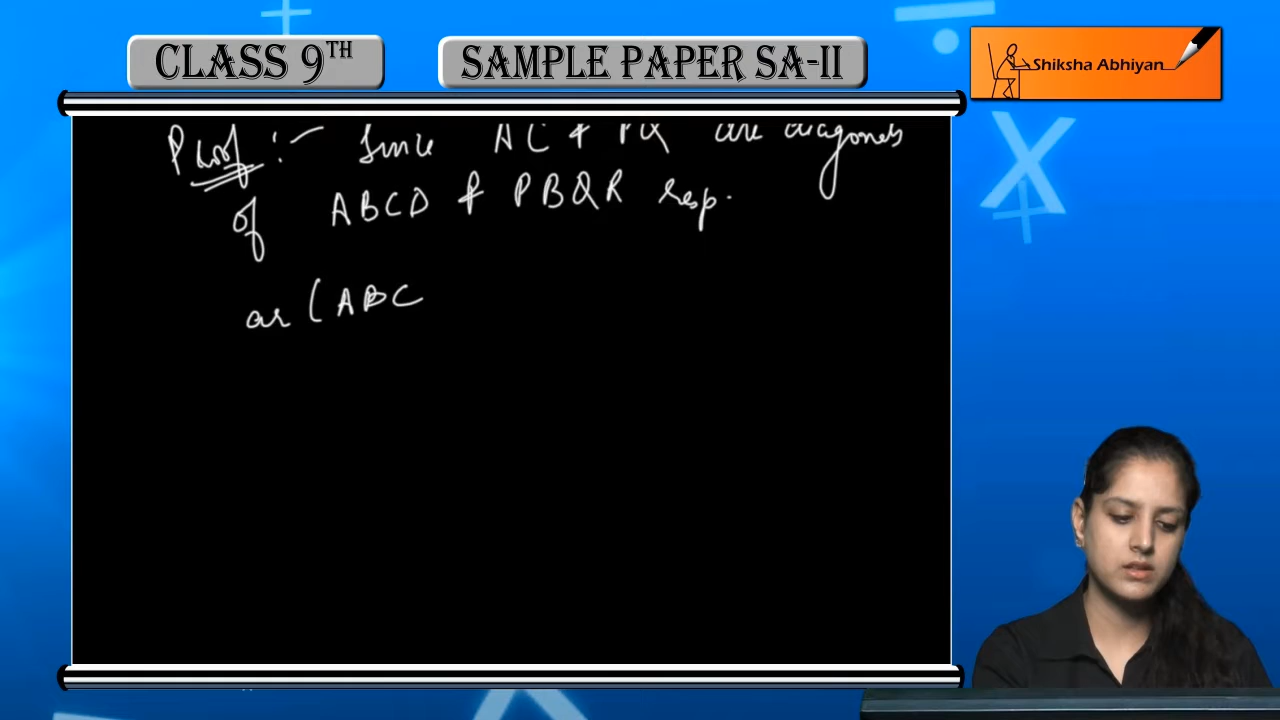 CLASS 9TH
SAMPLE PAPER SA-II
Shiksha Abhiyan
Proof :- Since AC & PQ are diagonals
of ABCD & PBQR resp.
ar (ABC